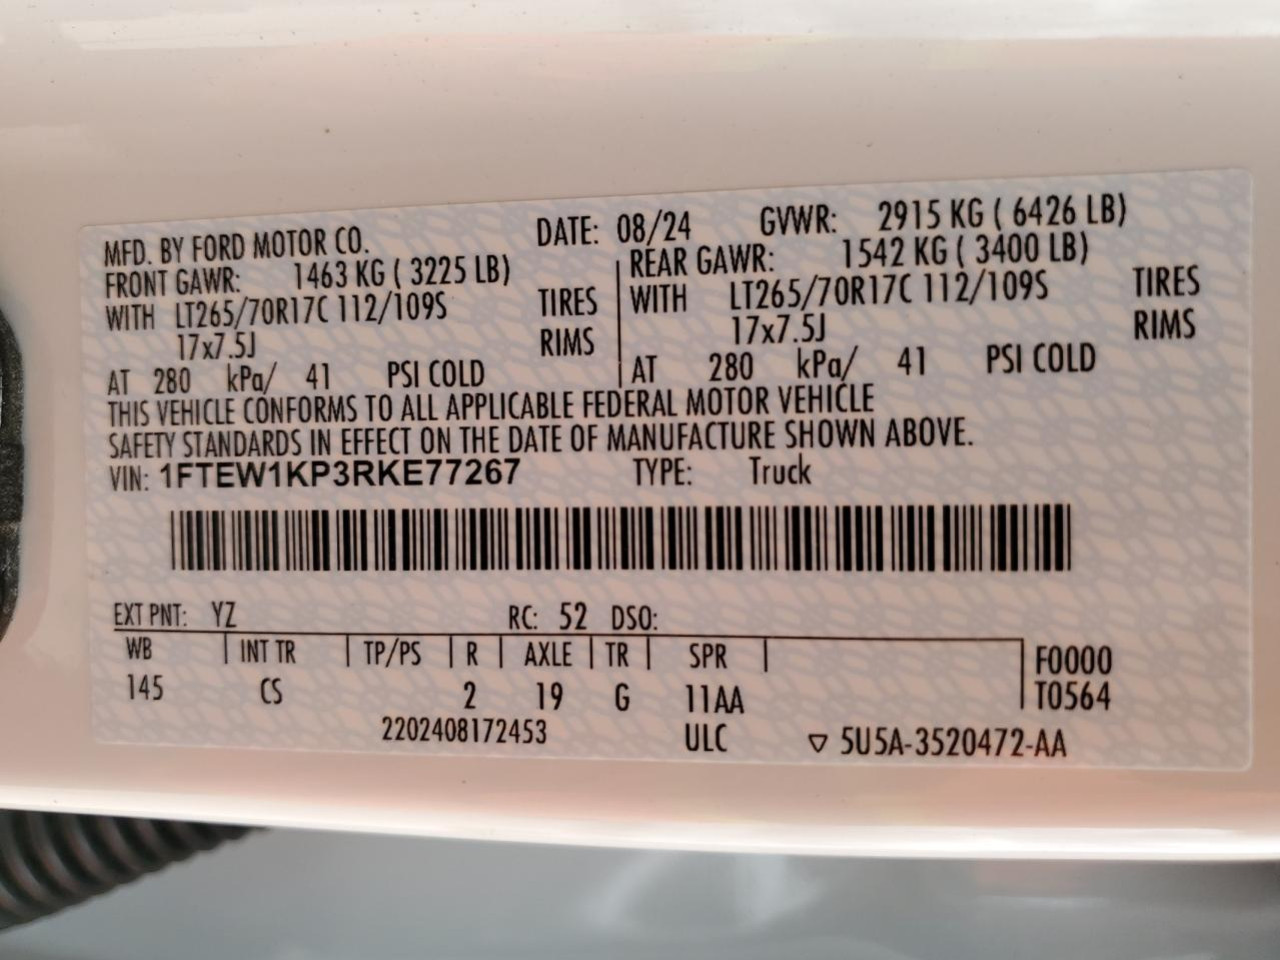 MFD. BY FORD MOTOR CO. DATE: 08/24 GVWR: 2915 KG ( 6426 LB)
FRONT GAWR: 1463 KG ( 3225 LB) REAR GAWR: 1542 KG ( 3400 LB)
WITH LT265/70R17C 112/109S TIRES WITH LT265/70R17C 112/109S TIRES
17x7.5J RIMS 17x7.5J RIMS
AT 280 kPa/ 41 PSI COLD AT 280 kPa/ 41 PSI COLD
THIS VEHICLE CONFORMS TO ALL APPLICABLE FEDERAL MOTOR VEHICLE
SAFETY STANDARDS IN EFFECT ON THE DATE OF MANUFACTURE SHOWN ABOVE.
VIN: 1FTEW1KP3RKE77267 TYPE: Truck
EXT PNT: YZ RC: 52 DSO:
WB INT TR TP/PS R AXLE TR SPR F0000
145 CS 2 19 G 11AA T0564
2202408172453 ULC ▽ 5U5A-3520472-AA